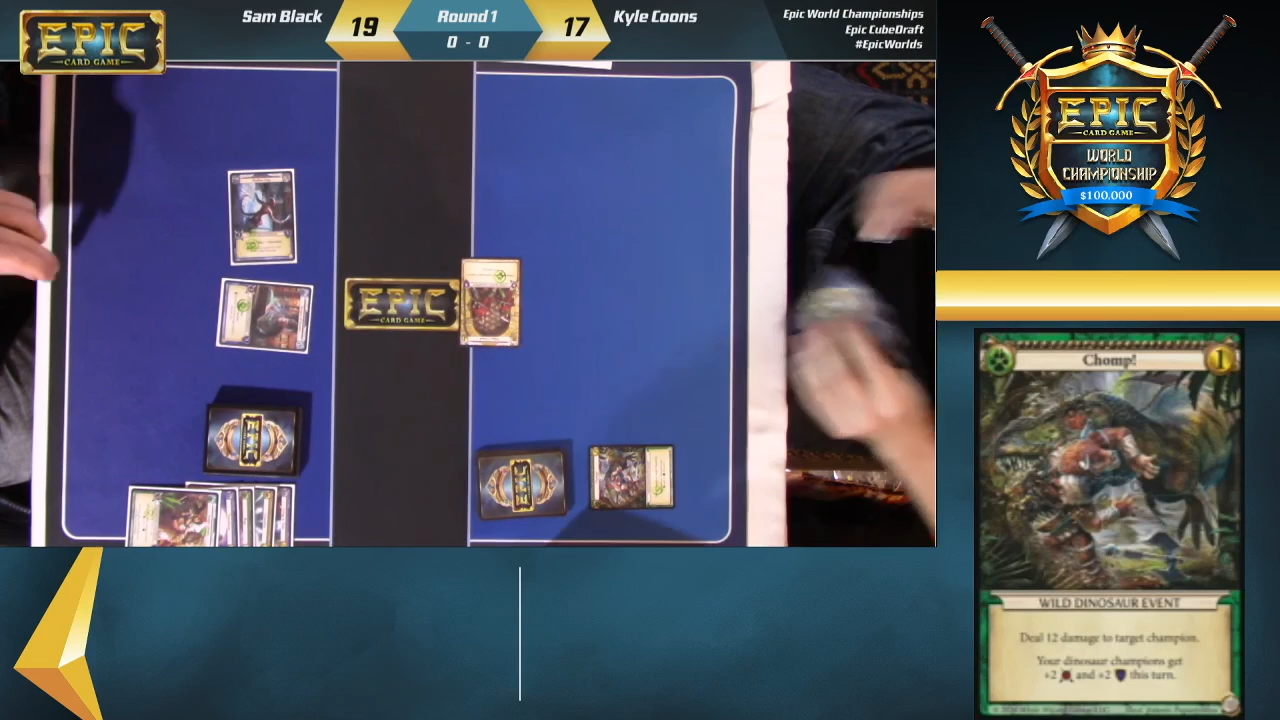 EPIC
CARD GAME
Sam Black
19
Round 1
0 - 0
17
Kyle Coons
Epic World Championships
Epic CubeDraft
#EpicWorlds
EPIC
CARD GAME
WORLD
CHAMPIONSHIP
$100,000
EPIC
CARD GAME
EPIC
EPIC
Chomp!
1
WILD DINOSAUR EVENT
Deal 12 damage to target champion.
Your dinosaur champions get
+2 and +2 this turn.